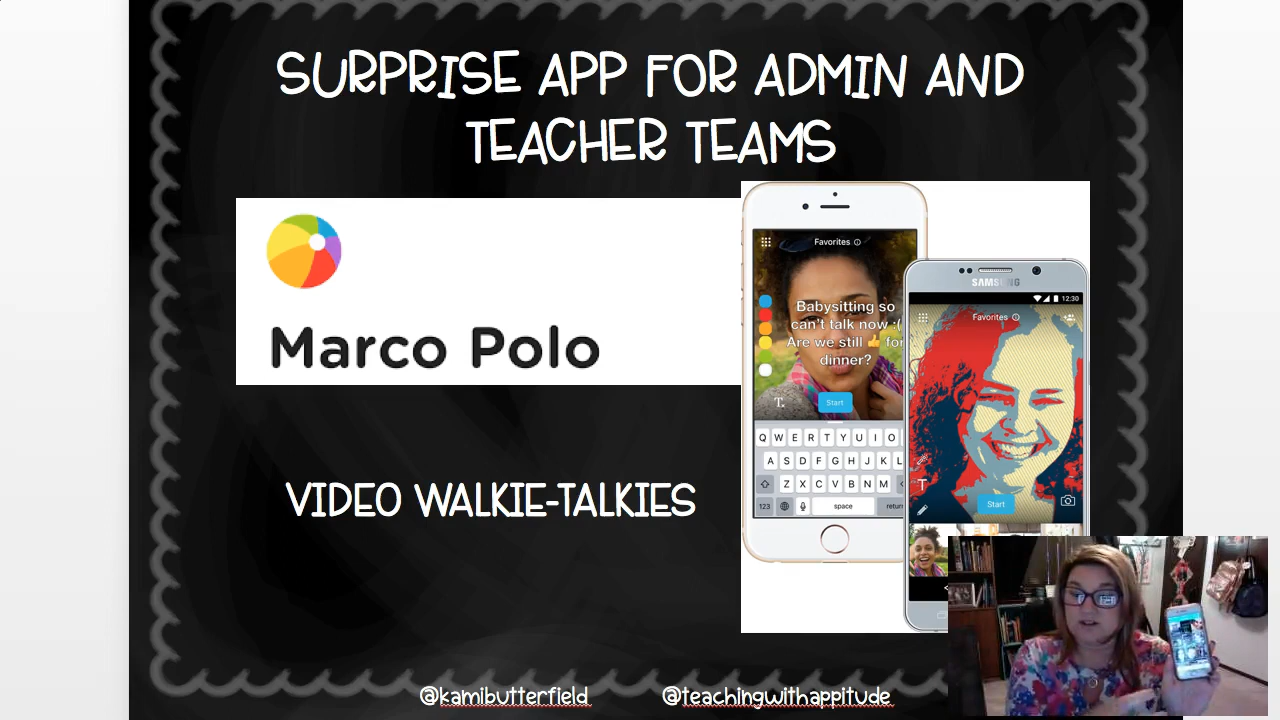 SURPRISE APP FOR ADMIN AND
TEACHER TEAMS
Marco Polo
VIDEO WALKIE-TALKIES
Favorites
Babysitting so
can't talk now :(
Are we still 👍 for
dinner?
T
Start
Q W E R T Y U I O
A S D F G H J K L
Z X C V B N M
123 space return
SAMSUNG
12:30
Favorites
T
Start
@kamibutterfield @teachingwithappitude